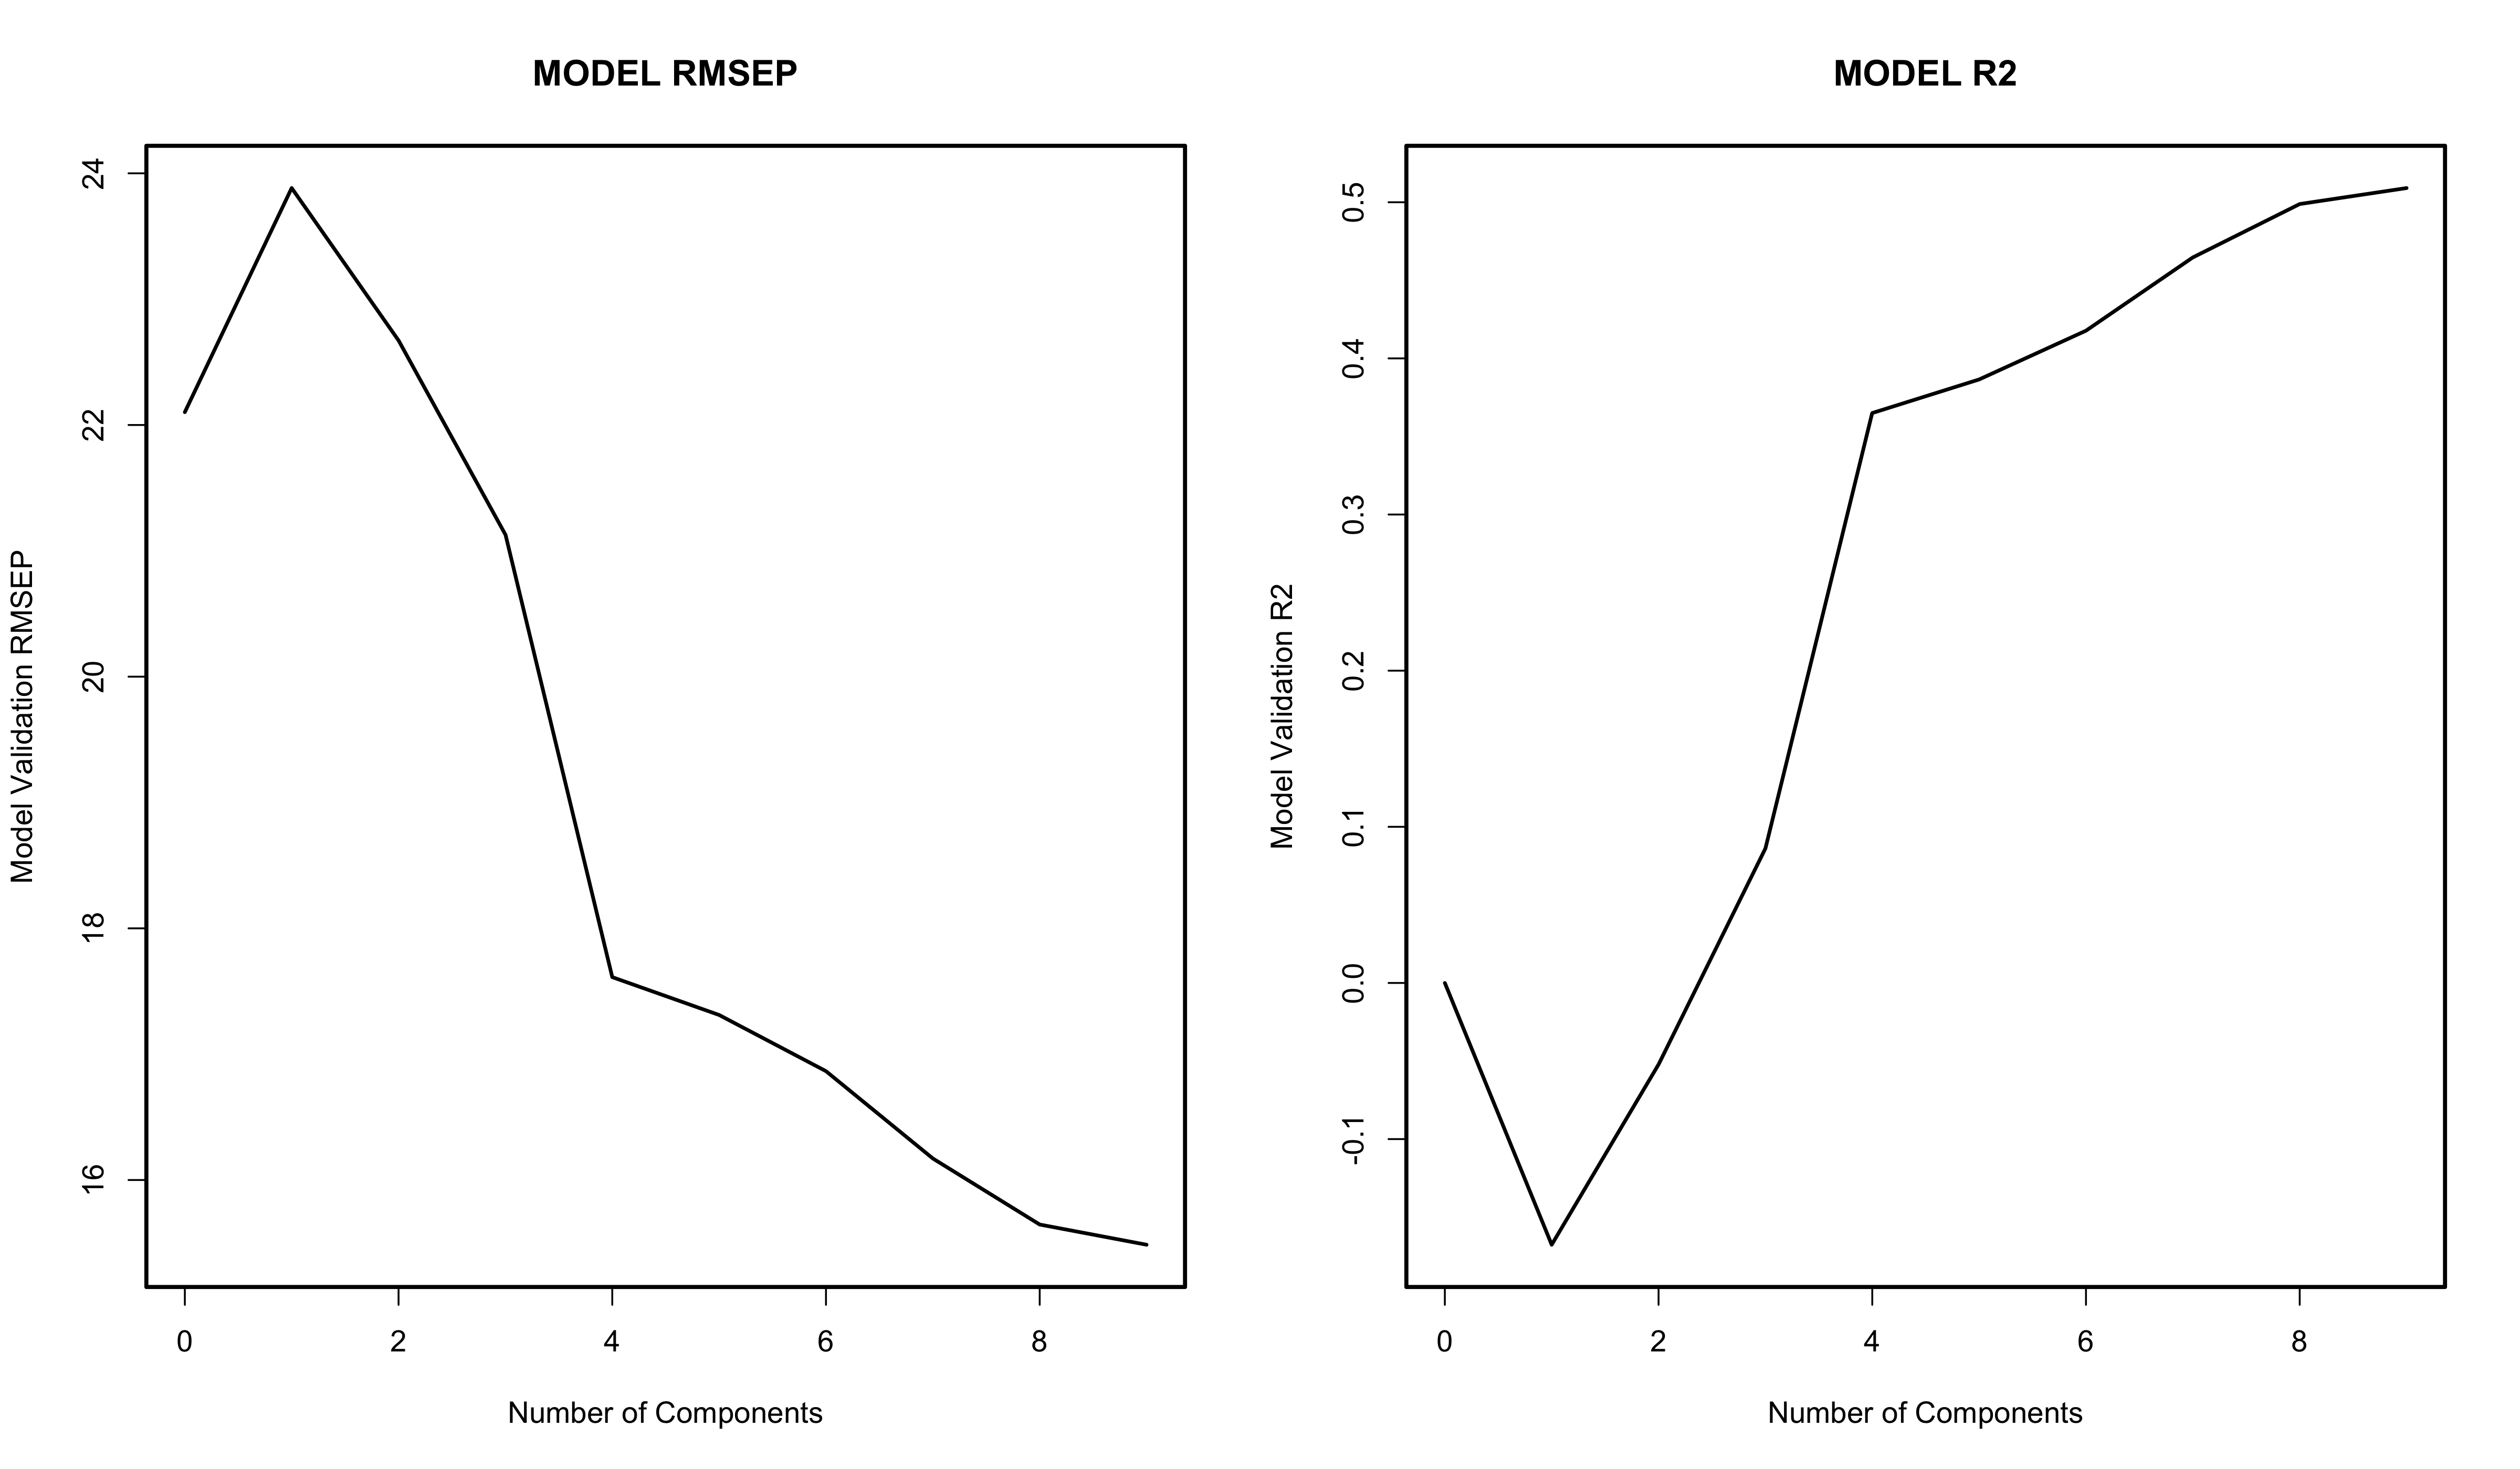 MODEL RMSEP
Model Validation RMSEP
24
22
20
18
16
0 2 4 6 8
Number of Components
MODEL R2
Model Validation R2
0.5
0.4
0.3
0.2
0.1
0.0
-0.1
0 2 4 6 8
Number of Components